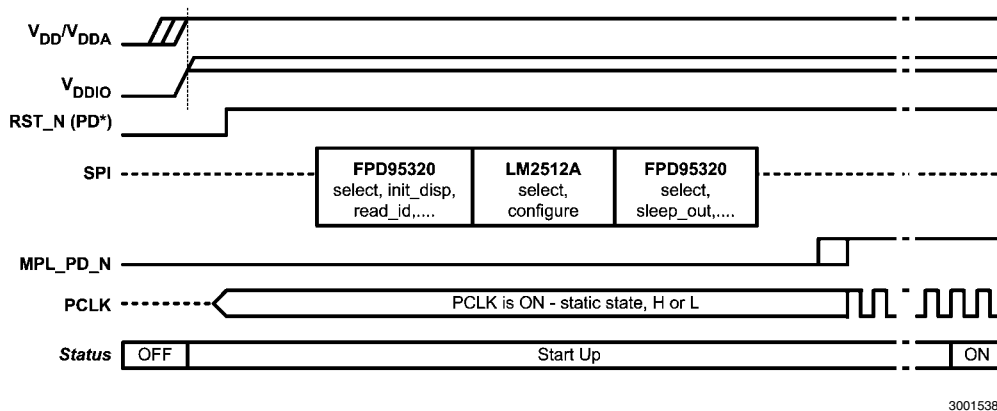 VDD/VDDA
VDDIO
RST_N (PD*)
SPI
FPD95320
select, init_disp,
read_id,....
LM2512A
select,
configure
FPD95320
select,
sleep_out,....
MPL_PD_N
PCLK
PCLK is ON - static state, H or L
Status
OFF
Start Up
ON
3001538